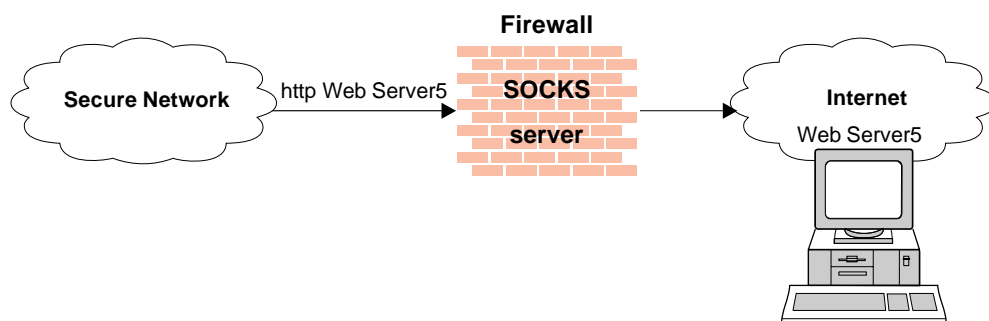 Firewall
Secure Network
http Web Server5
SOCKS
server
Internet
Web Server5